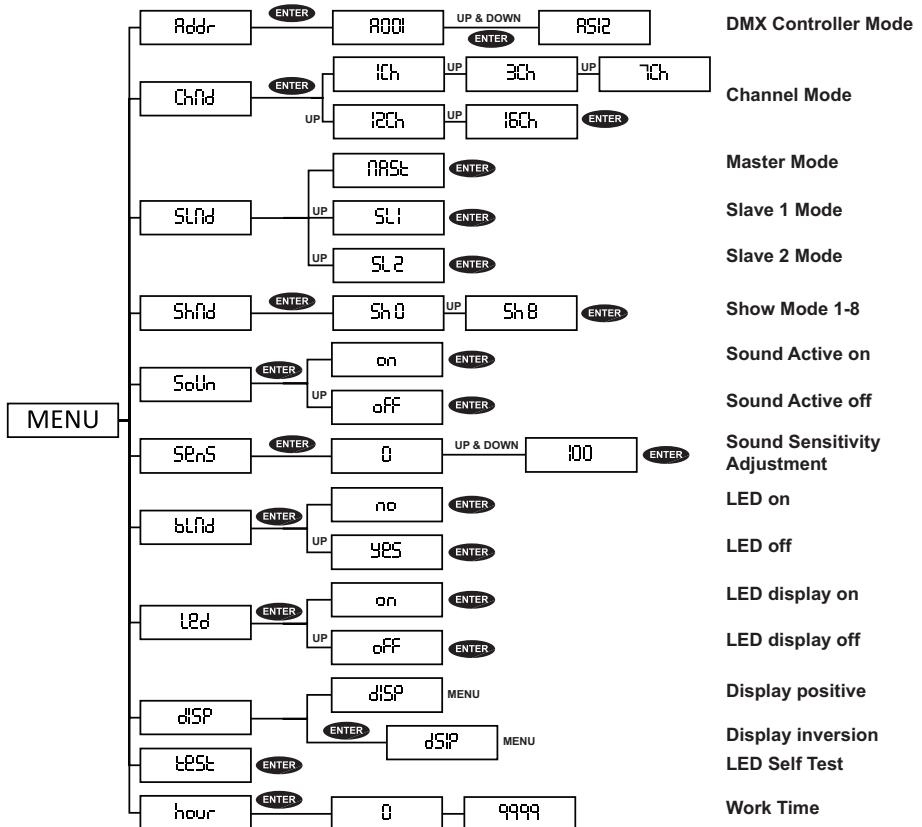 Addr ENTER A001 UP & DOWN ENTER A512 DMX Controller Mode
ChMd ENTER 1Ch UP 3Ch UP 7Ch Channel Mode
UP 12Ch UP 16Ch ENTER
MASt ENTER Master Mode
SLMd UP SL1 ENTER Slave 1 Mode
UP SL2 ENTER Slave 2 Mode
ShMd ENTER Sh 0 UP Sh 8 ENTER Show Mode 1-8
SoUn ENTER on ENTER Sound Active on
UP oFF ENTER Sound Active off
MENU
SenS ENTER 0 UP & DOWN 100 ENTER Sound Sensitivity
Adjustment
bLMd ENTER no ENTER LED on
UP yes ENTER LED off
Led ENTER on ENTER LED display on
UP oFF ENTER LED display off
diSP diSP MENU Display positive
ENTER dSiP MENU Display inversion
teSt ENTER LED Self Test
hour ENTER 0 9999 Work Time